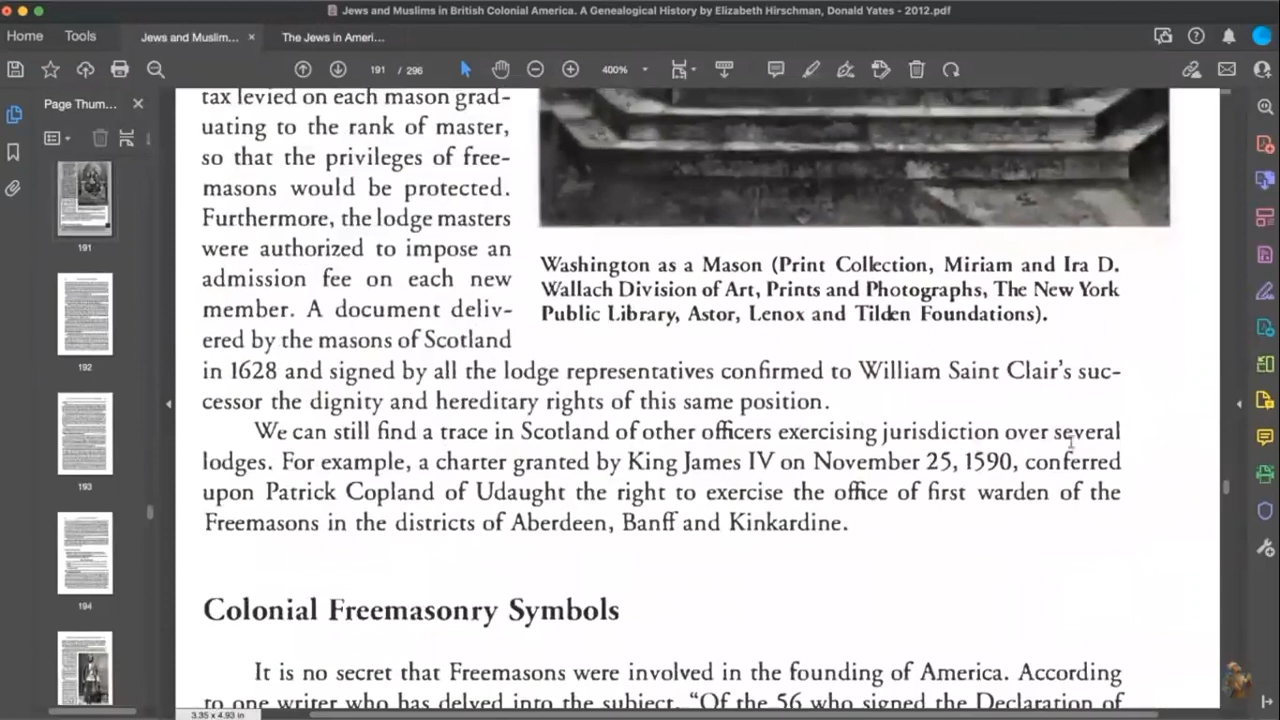 Jews and Muslims in British Colonial America. A Genealogical History by Elizabeth Hirschman, Donald Yates - 2012.pdf
Home
Tools
Jews and Muslim...
The Jews in Ameri...
191 / 296
400%
Page Thum...
191
192
193
194
tax levied on each mason grad-
uating to the rank of master,
so that the privileges of free-
masons would be protected.
Furthermore, the lodge masters
were authorized to impose an
admission fee on each new
member. A document deliv-
ered by the masons of Scotland
Washington as a Mason (Print Collection, Miriam and Ira D.
Wallach Division of Art, Prints and Photographs, The New York
Public Library, Astor, Lenox and Tilden Foundations).
in 1628 and signed by all the lodge representatives confirmed to William Saint Clair's suc-
cessor the dignity and hereditary rights of this same position.
We can still find a trace in Scotland of other officers exercising jurisdiction over several
lodges. For example, a charter granted by King James IV on November 25, 1590, conferred
upon Patrick Copland of Udaught the right to exercise the office of first warden of the
Freemasons in the districts of Aberdeen, Banff and Kinkardine.
Colonial Freemasonry Symbols
It is no secret that Freemasons were involved in the founding of America. According
to one writer who has delved into the subject, "Of the 56 who signed the Declaration of
3.35 x 4.93 in